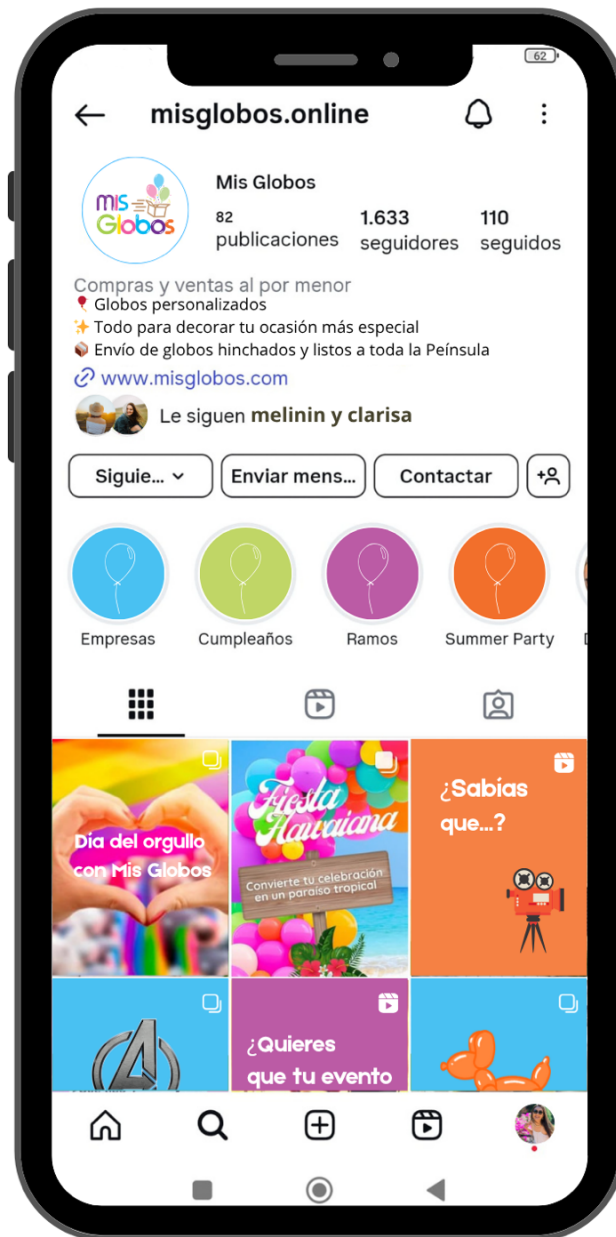 62
misglobos.online
mis
Globos
Mis Globos
82 1.633 110
publicaciones seguidores seguidos
Compras y ventas al por menor
Globos personalizados
Todo para decorar tu ocasión más especial
Envío de globos hinchados y listos a toda la Peínsula
www.misglobos.com
Le siguen melinin y clarisa
Siguie... Enviar mens... Contactar
Empresas Cumpleaños Ramos Summer Party
Día del orgullo
con Mis Globos
Fiesta
Hawaiana
Convierte tu celebración
en un paraíso tropical
¿Sabías
que...?
¿Quieres
que tu evento